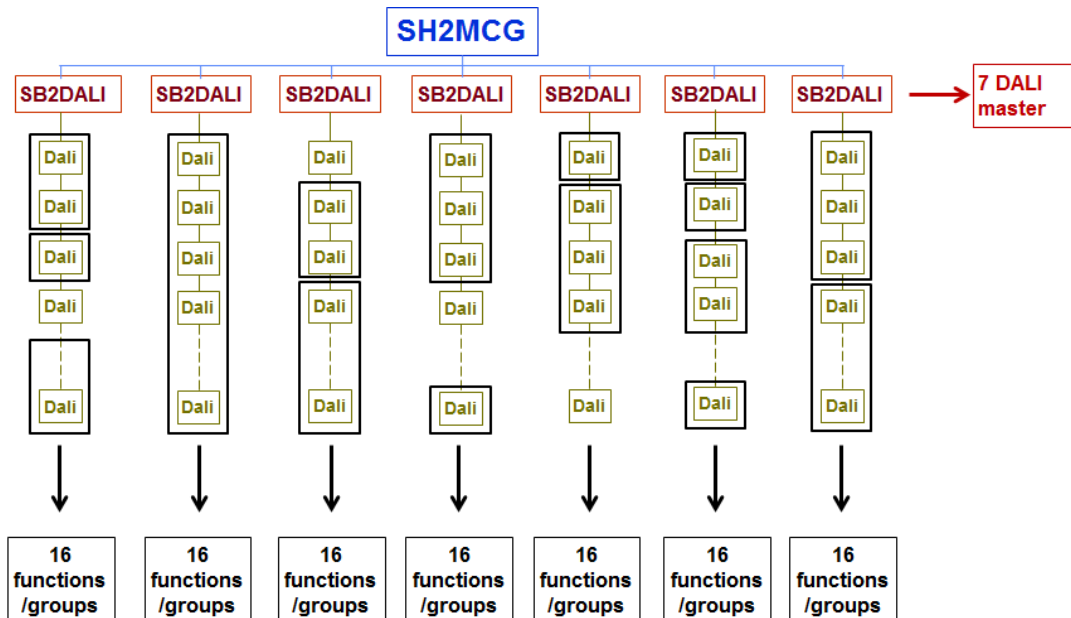 SH2MCG
SB2DALI SB2DALI SB2DALI SB2DALI SB2DALI SB2DALI SB2DALI
7 DALI
master
Dali Dali Dali Dali Dali Dali Dali
Dali Dali Dali Dali Dali Dali Dali
Dali Dali Dali Dali Dali Dali Dali
Dali Dali Dali Dali Dali Dali Dali
Dali Dali Dali Dali Dali Dali Dali
16 16 16 16 16 16 16
functions functions functions functions functions functions functions
/groups /groups /groups /groups /groups /groups /groups